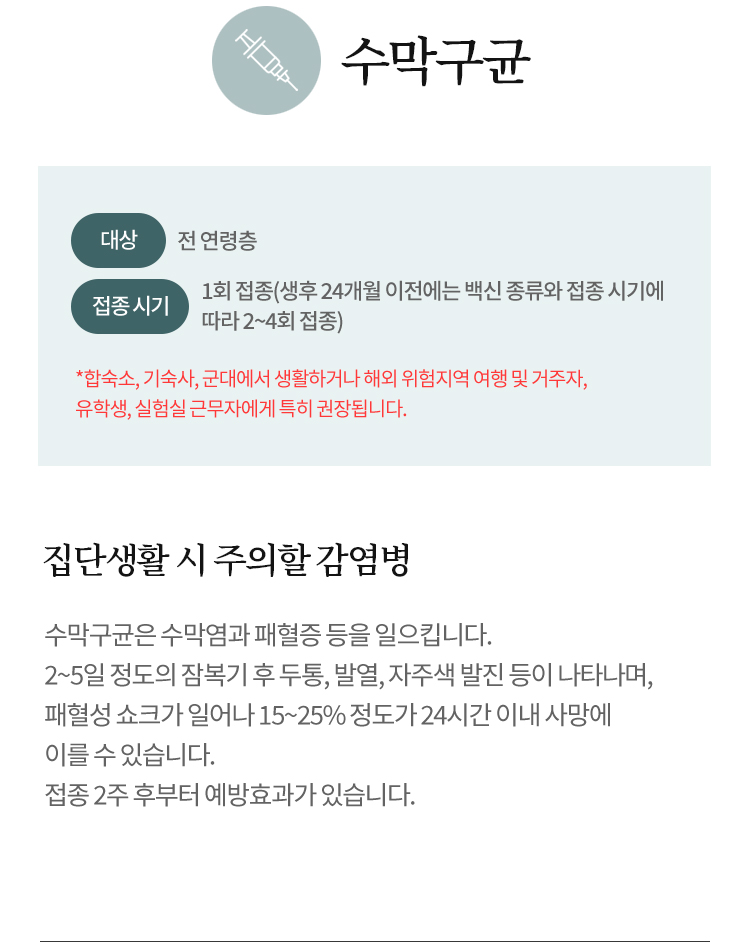 수막구균
대상 전 연령층
접종 시기 1회 접종(생후 24개월 이전에는 백신 종류와 접종 시기에
따라 2~4회 접종)
*합숙소, 기숙사, 군대에서 생활하거나 해외 위험지역 여행 및 거주자,
유학생, 실험실 근무자에게 특히 권장됩니다.
집단생활 시 주의할 감염병
수막구균은 수막염과 패혈증 등을 일으킵니다.
2~5일 정도의 잠복기 후 두통, 발열, 자주색 발진 등이 나타나며,
패혈성 쇼크가 일어나 15~25% 정도가 24시간 이내 사망에
이를 수 있습니다.
접종 2주 후부터 예방효과가 있습니다.